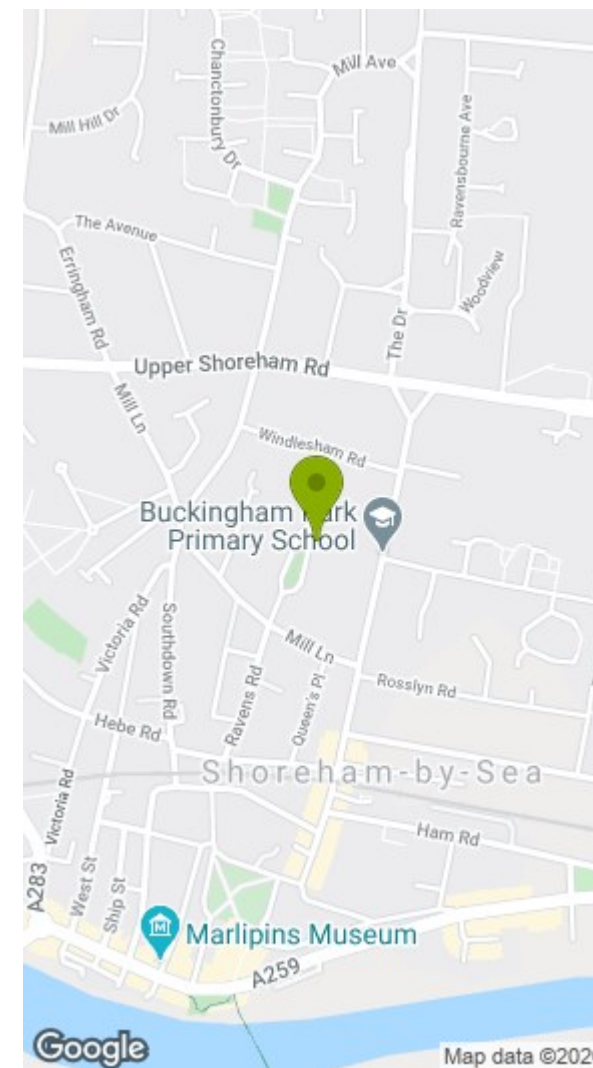 Mill Ave
Chanctonbury Dr
Mill Hill Dr
Ravensbourne Ave
The Avenue
Erringham Rd
Woodview
The Dr
Upper Shoreham Rd
Mill Ln
Windlesham Rd
Buckingham Park
Primary School
Victoria Rd
Southdown Rd
Mill Ln
Ravens Rd
Queen's Pl
Rosslyn Rd
Hebe Rd
Shoreham-by-Sea
Victoria Rd
Ham Rd
A283
West St
Ship St
M
Marlipins Museum
A259
Google
Map data ©202